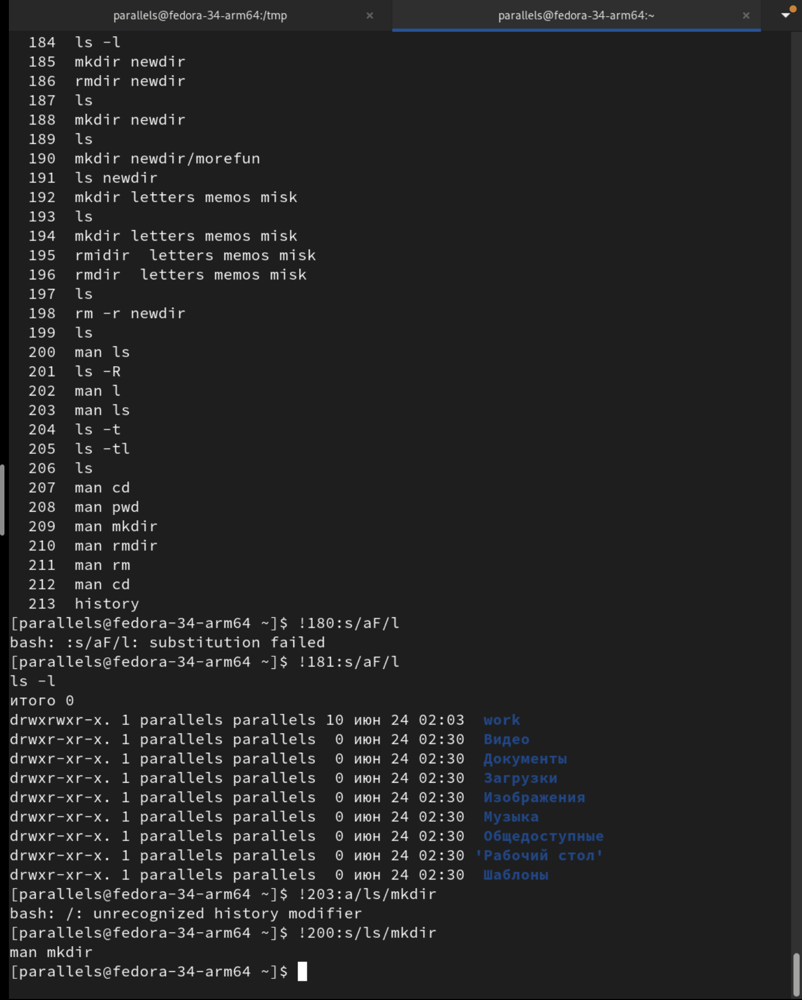 parallels@fedora-34-arm64:/tmp × parallels@fedora-34-arm64:~ ×
184 ls -l
185 mkdir newdir
186 rmdir newdir
187 ls
188 mkdir newdir
189 ls
190 mkdir newdir/morefun
191 ls newdir
192 mkdir letters memos misk
193 ls
194 mkdir letters memos misk
195 rmidir  letters memos misk
196 rmdir  letters memos misk
197 ls
198 rm -r newdir
199 ls
200 man ls
201 ls -R
202 man l
203 man ls
204 ls -t
205 ls -tl
206 ls
207 man cd
208 man pwd
209 man mkdir
210 man rmdir
211 man rm
212 man cd
213 history
[parallels@fedora-34-arm64 ~]$ !180:s/aF/l
bash: :s/aF/l: substitution failed
[parallels@fedora-34-arm64 ~]$ !181:s/aF/l
ls -l
итого 0
drwxrwxr-x. 1 parallels parallels 10 июн 24 02:03  work
drwxr-xr-x. 1 parallels parallels  0 июн 24 02:30  Видео
drwxr-xr-x. 1 parallels parallels  0 июн 24 02:30  Документы
drwxr-xr-x. 1 parallels parallels  0 июн 24 02:30  Загрузки
drwxr-xr-x. 1 parallels parallels  0 июн 24 02:30  Изображения
drwxr-xr-x. 1 parallels parallels  0 июн 24 02:30  Музыка
drwxr-xr-x. 1 parallels parallels  0 июн 24 02:30  Общедоступные
drwxr-xr-x. 1 parallels parallels  0 июн 24 02:30 'Рабочий стол'
drwxr-xr-x. 1 parallels parallels  0 июн 24 02:30  Шаблоны
[parallels@fedora-34-arm64 ~]$ !203:a/ls/mkdir
bash: /: unrecognized history modifier
[parallels@fedora-34-arm64 ~]$ !200:s/ls/mkdir
man mkdir
[parallels@fedora-34-arm64 ~]$